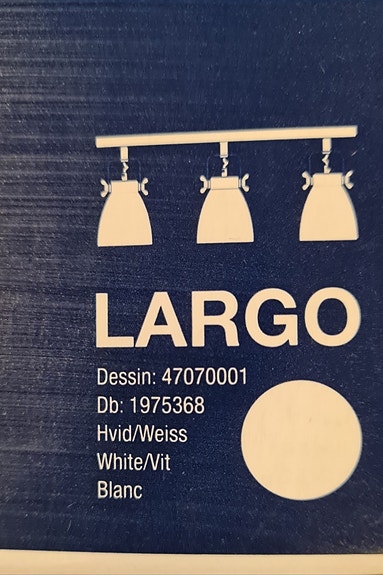 LARGO
Dessin: 47070001
Db: 1975368
Hvid/Weiss
White/Vit
Blanc